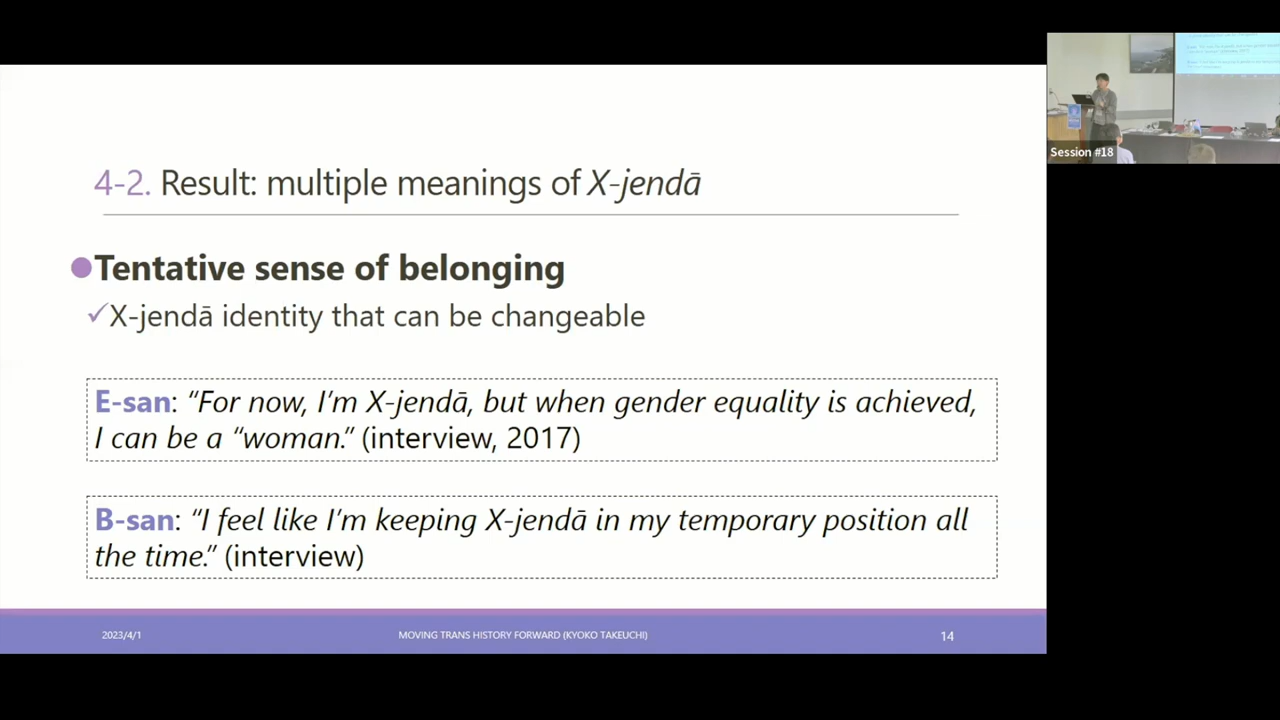 4-2. Result: multiple meanings of X-jendā
Tentative sense of belonging
X-jendā identity that can be changeable
E-san: “For now, I’m X-jendā, but when gender equality is achieved,
I can be a “woman.” (interview, 2017)
B-san: “I feel like I’m keeping X-jendā in my temporary position all
the time.” (interview)
2023/4/1
MOVING TRANS HISTORY FORWARD (KYOKO TAKEUCHI)
14
Session #18